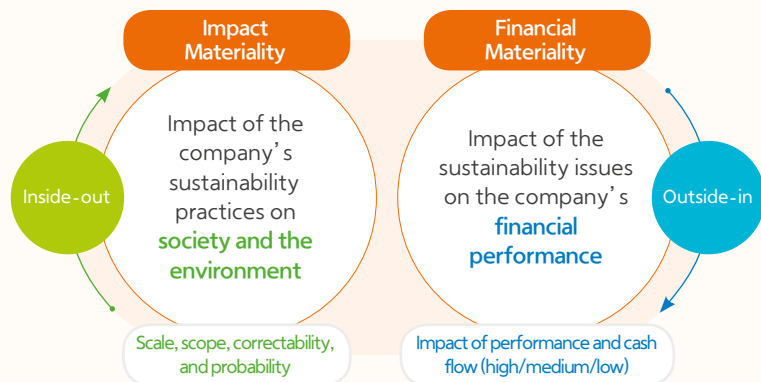 Impact
Materiality
Impact of the
company's
sustainability
practices on
society and the
environment
Inside-out
Scale, scope, correctability,
and probability
Financial
Materiality
Impact of the
sustainability issues
on the company's
financial
performance
Outside-in
Impact of performance and cash
flow (high/medium/low)